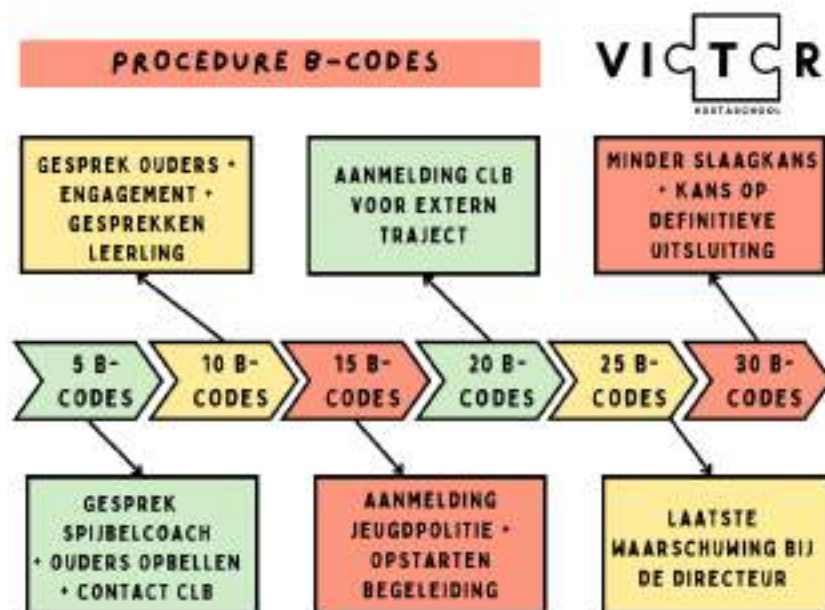 PROCEDURE B-CODES
VICTOR
KOSTASCHOOL
GESPREK OUDERS +
ENGAGEMENT +
GESPREKKEN
LEERLING
AANMELDING CLB
VOOR EXTERN
TRAJECT
MINDER SLAAGKANS
+ KANS OP
DEFINITIEVE
UITSLUITING
5 B-
CODES
10 B-
CODES
15 B-
CODES
20 B-
CODES
25 B-
CODES
30 B-
CODES
GESPREK
SPIJBELCOACH
+ OUDERS OPBELLEN
+ CONTACT CLB
AANMELDING
JEUGDPOLITIE +
OPSTARTEN
BEGELEIDING
LAATSTE
WAARSCHUWING BIJ
DE DIRECTEUR